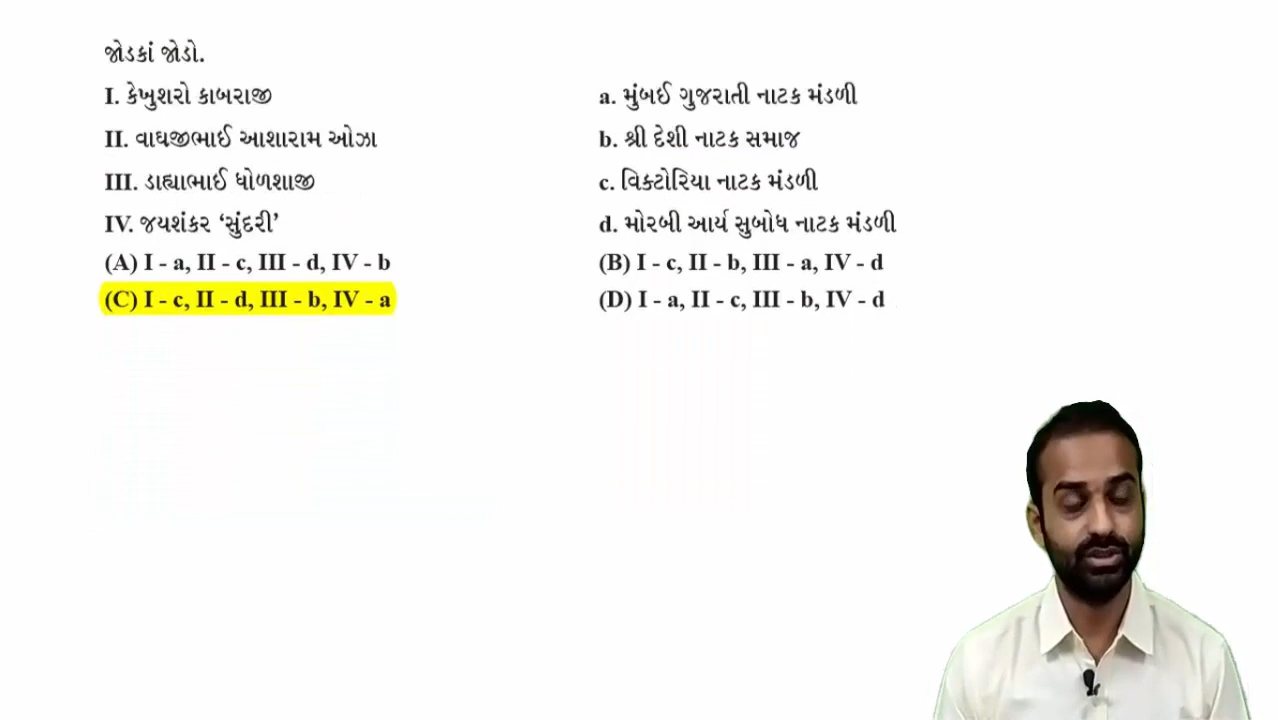 જોડકાં જોડો.
I. કેખુશરો કાબરાજી
a. મુંબઈ ગુજરાતી નાટક મંડળી
II. વાઘજીભાઈ આશારામ ઓઝા
b. શ્રી દેશી નાટક સમાજ
III. ડાહ્યાભાઈ ધોળશાજી
c. વિક્ટોરિયા નાટક મંડળી
IV. જયશંકર ‘સુંદરી’
d. મોરબી આર્ય સુબોધ નાટક મંડળી
(A) I - a, II - c, III - d, IV - b
(B) I - c, II - b, III - a, IV - d
(C) I - c, II - d, III - b, IV - a
(D) I - a, II - c, III - b, IV - d